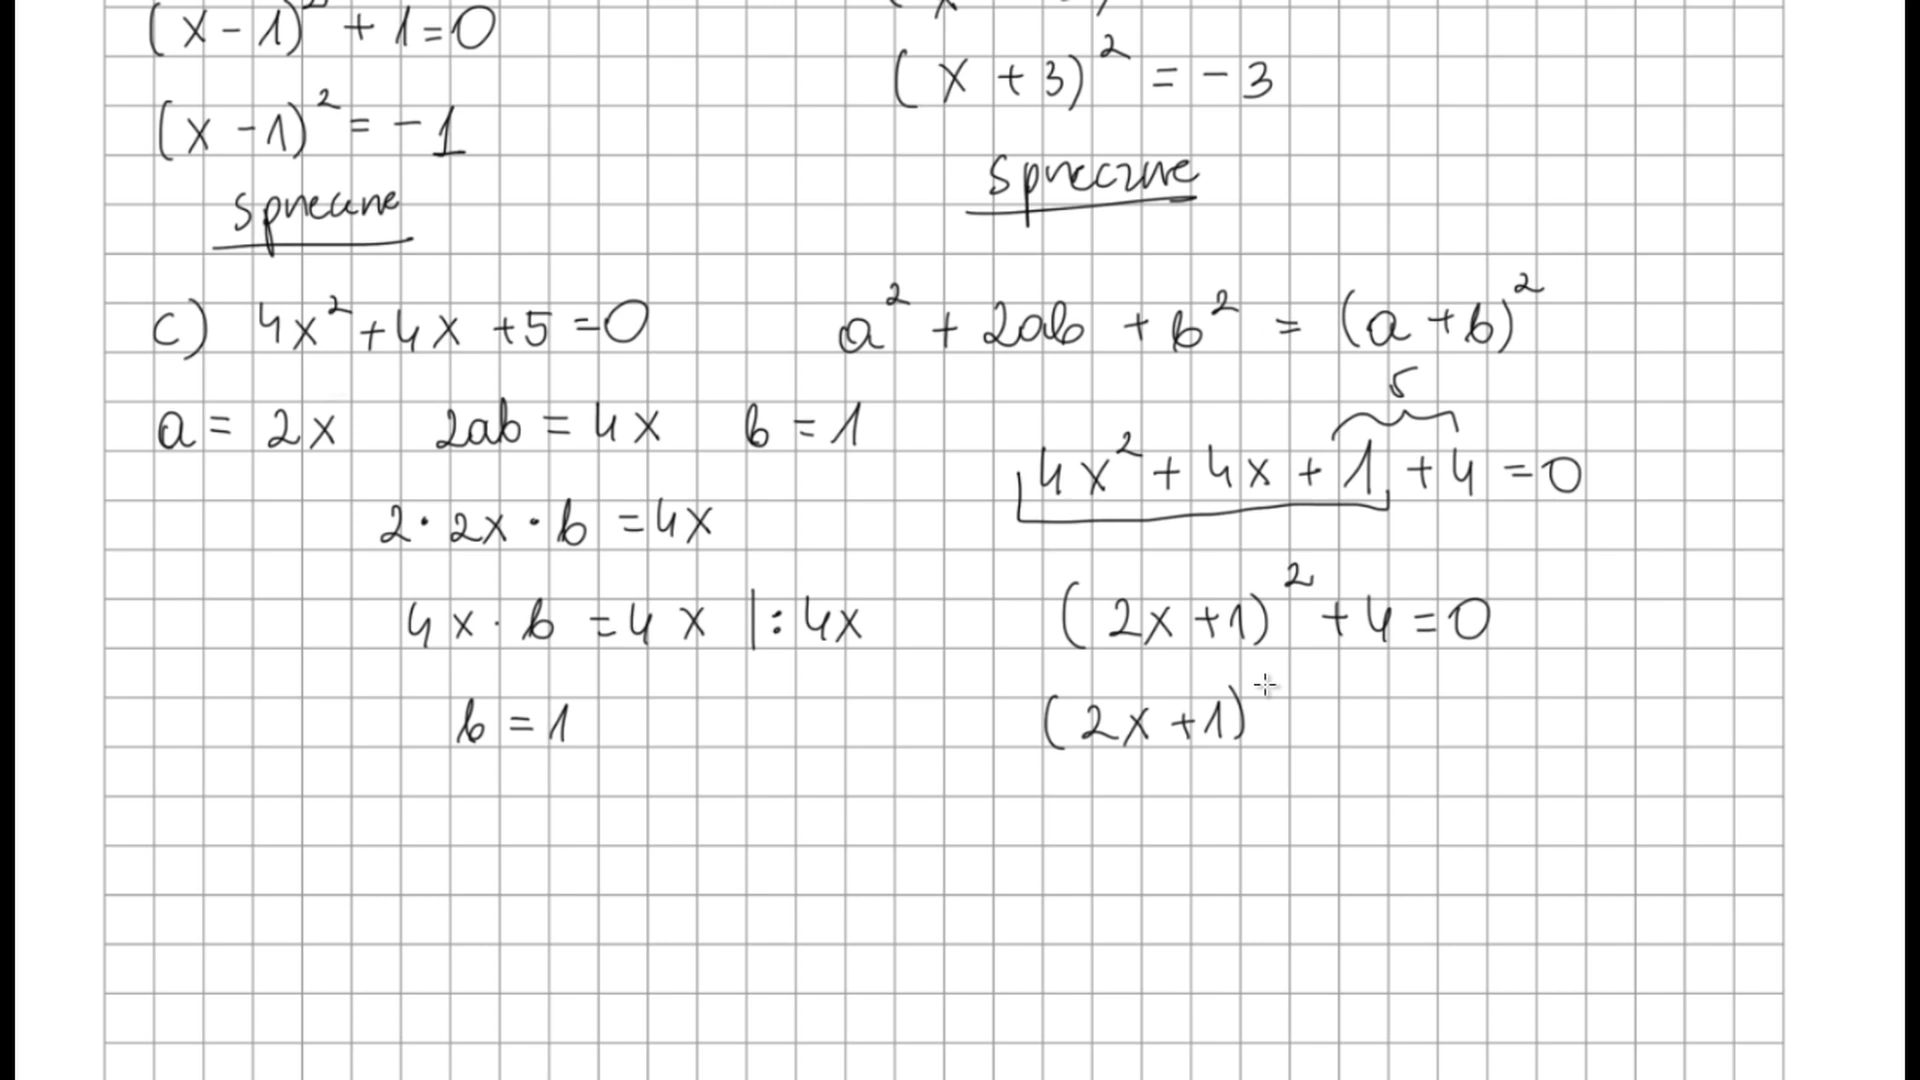 (x-1)² + 1 = 0
(x-1)² = -1
sprzeczne
(x+3)² = -3
sprzeczne
c) 4x² + 4x + 5 = 0
a² + 2ab + b² = (a+b)²
a = 2x 2ab = 4x b = 1
2·2x·b = 4x
4x·b = 4x |:4x
b = 1
5
4x² + 4x + 1 + 4 = 0
(2x+1)² + 4 = 0
(2x+1)